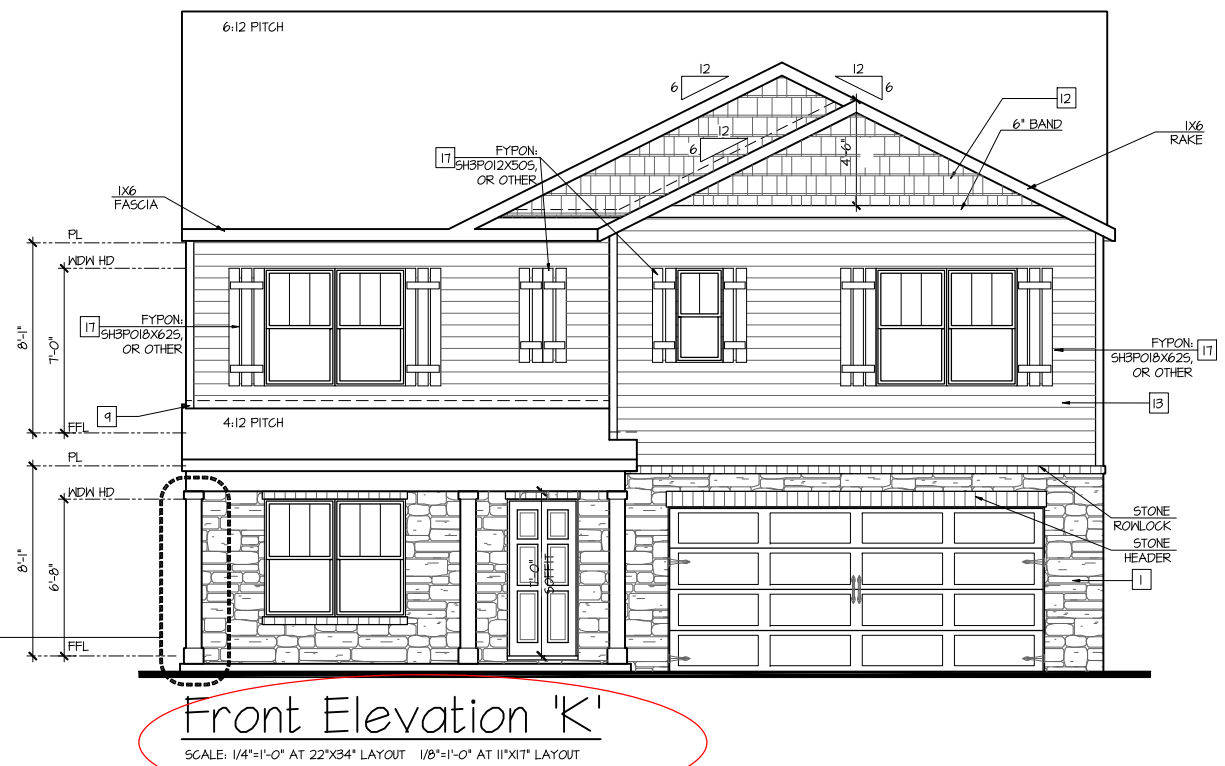 6:12 PITCH
12
6
12
6
12
6
12
6" BAND
1X6
RAKE
17
FYPON:
SH3P012X50S,
OR OTHER
4'-6"
1X6
FASCIA
PL
WDW HD
8'-1"
7'-0"
17
FYPON:
SH3P018X62S,
OR OTHER
FYPON:
SH3P018X62S,
OR OTHER
17
13
9
4:12 PITCH
FFL
PL
WDW HD
8'-1"
6'-8"
7'-0"
SOFFIT
STONE
ROWLOCK
STONE
HEADER
1
FFL
Front Elevation 'K'
SCALE: 1/4"=1'-0" AT 22"X34" LAYOUT 1/8"=1'-0" AT 11"X17" LAYOUT